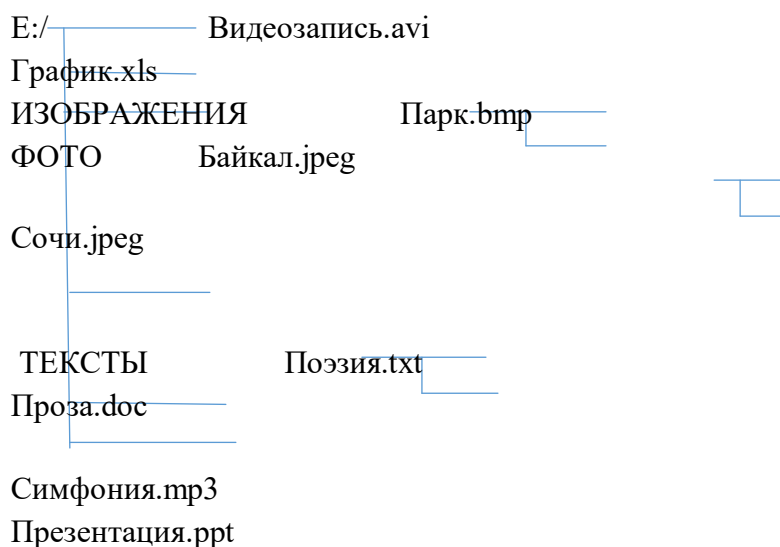 E:/ Видеозапись.avi
График.xls
ИЗОБРАЖЕНИЯ Парк.bmp
ФОТО Байкал.jpeg
Сочи.jpeg
ТЕКСТЫ Поэзия.txt
Проза.doc
Симфония.mp3
Презентация.ppt